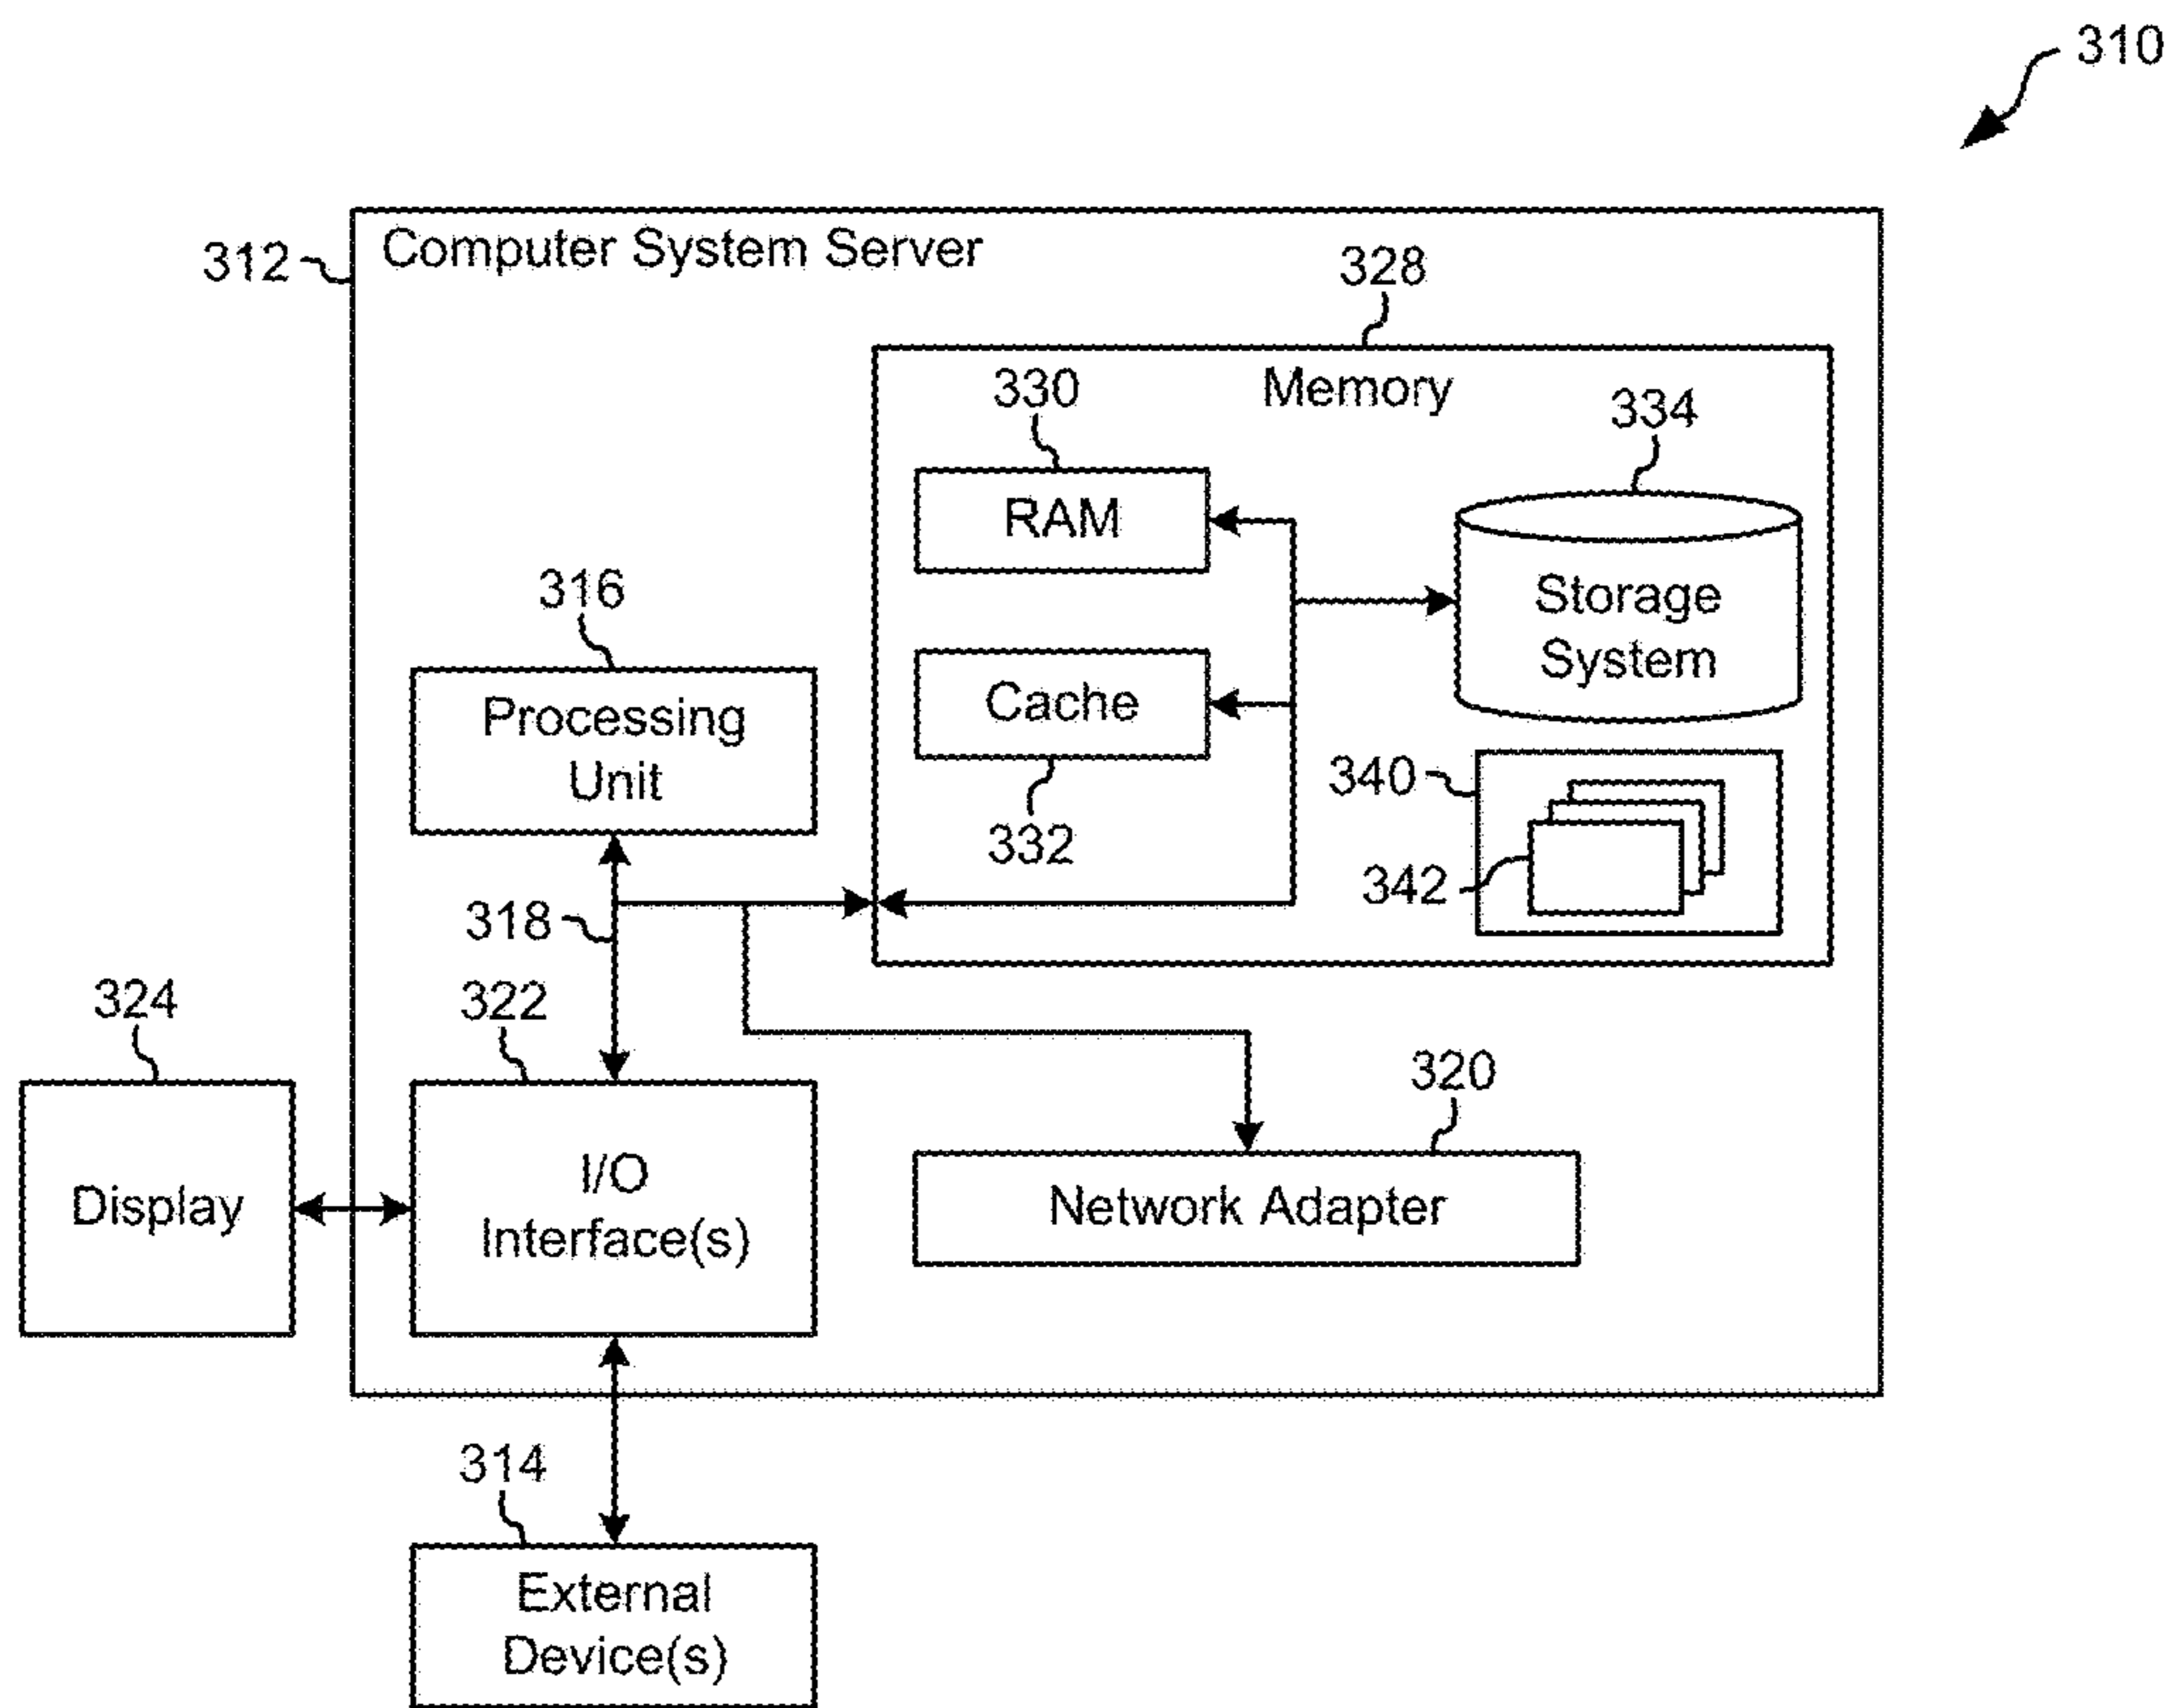 310
312
Computer System Server
328
Memory
330
334
RAM
Storage
System
316
Processing
Unit
Cache
332
340
342
318
322
324
320
Display
I/O
Interface(s)
Network Adapter
314
External
Device(s)